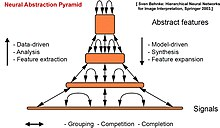 Neural Abstraction Pyramid
[ Sven Behnke: Hierarchical Neural Networks
for Image Interpretation, Springer 2003.]
Abstract features
- Data-driven
- Analysis
- Feature extraction
- Model-driven
- Synthesis
- Feature expansion
Signals
- Grouping - Competition - Completion